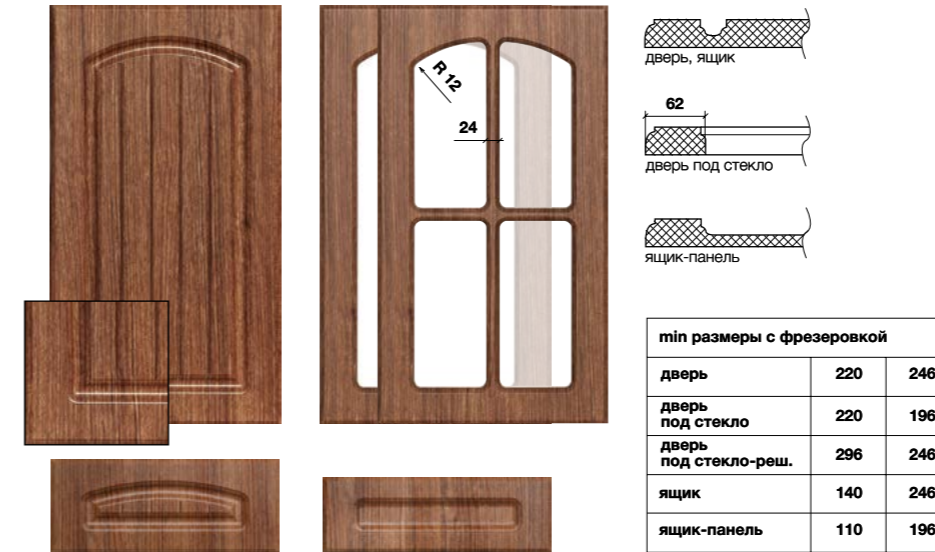 R 12
24
дверь, ящик
62
дверь под стекло
ящик-панель
min размеры с фрезеровкой
дверь 220 246
дверь
под стекло 220 196
дверь
под стекло-реш. 296 246
ящик 140 246
ящик-панель 110 196